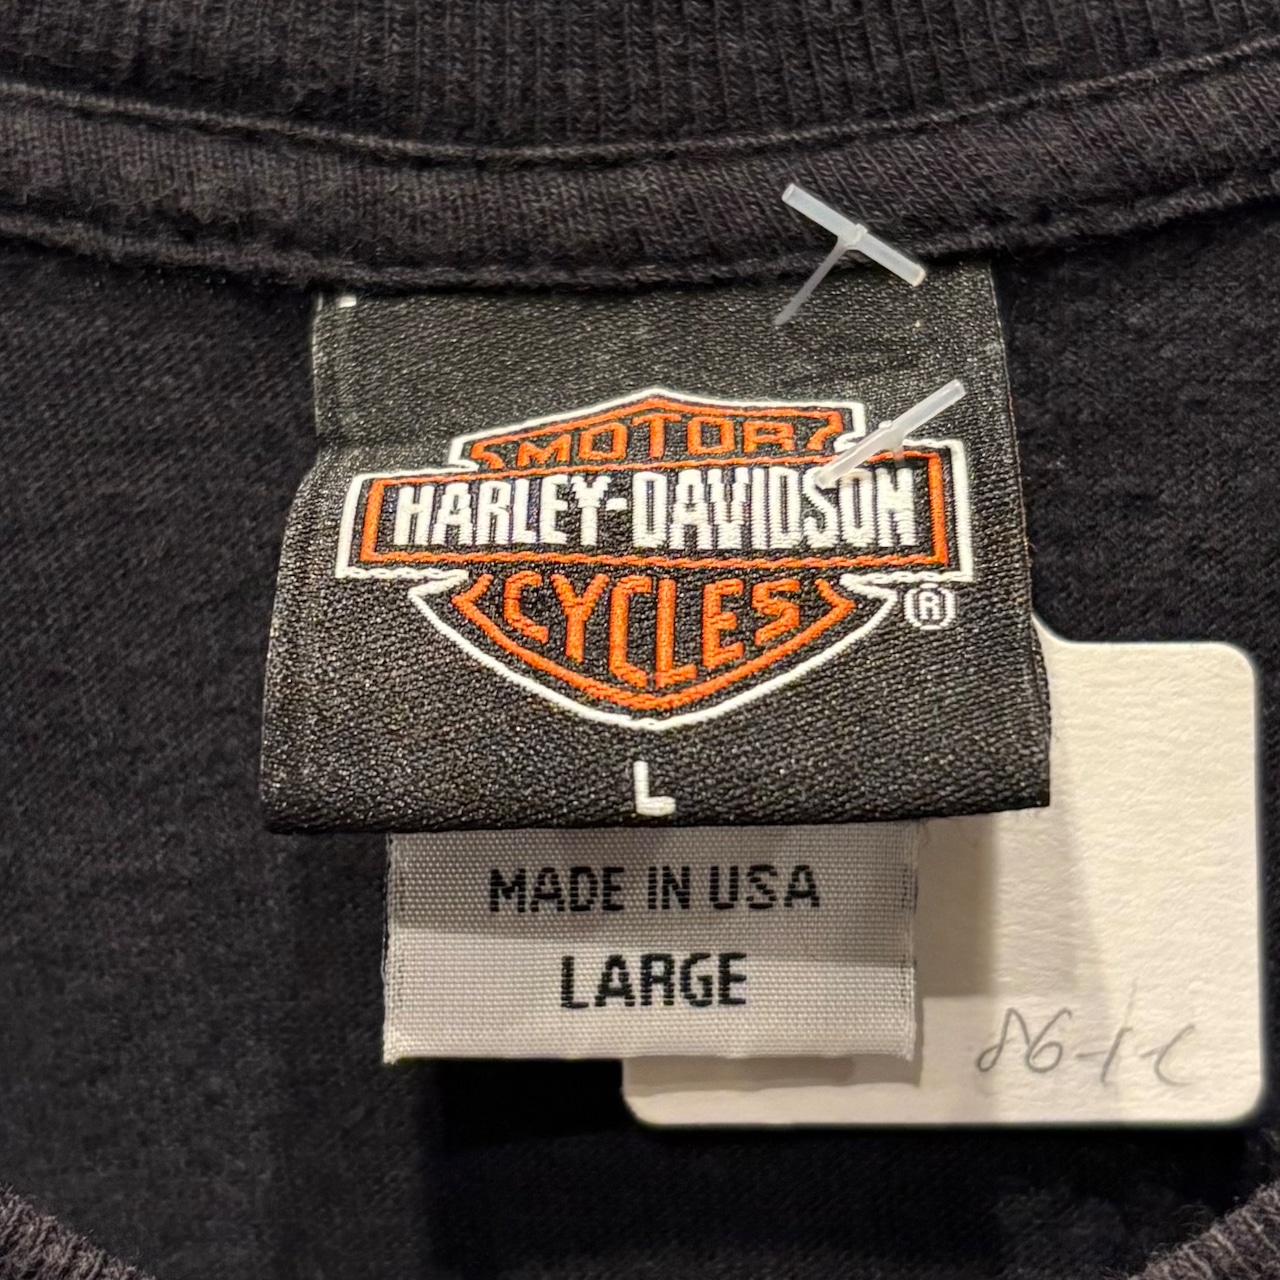 MOTOR
HARLEY-DAVIDSON
CYCLES
®
L
MADE IN USA
LARGE